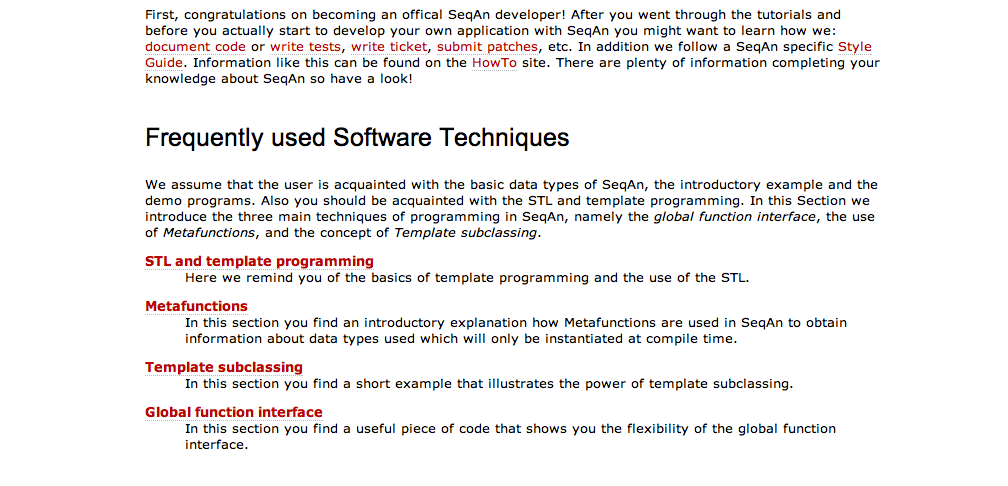 First, congratulations on becoming an offical SeqAn developer! After you went through the tutorials and
before you actually start to develop your own application with SeqAn you might want to learn how we:
document code or write tests, write ticket, submit patches, etc. In addition we follow a SeqAn specific Style
Guide. Information like this can be found on the HowTo site. There are plenty of information completing your
knowledge about SeqAn so have a look!
Frequently used Software Techniques
We assume that the user is acquainted with the basic data types of SeqAn, the introductory example and the
demo programs. Also you should be acquainted with the STL and template programming. In this Section we
introduce the three main techniques of programming in SeqAn, namely the global function interface, the use
of Metafunctions, and the concept of Template subclassing.
STL and template programming
Here we remind you of the basics of template programming and the use of the STL.
Metafunctions
In this section you find an introductory explanation how Metafunctions are used in SeqAn to obtain
information about data types used which will only be instantiated at compile time.
Template subclassing
In this section you find a short example that illustrates the power of template subclassing.
Global function interface
In this section you find a useful piece of code that shows you the flexibility of the global function
interface.